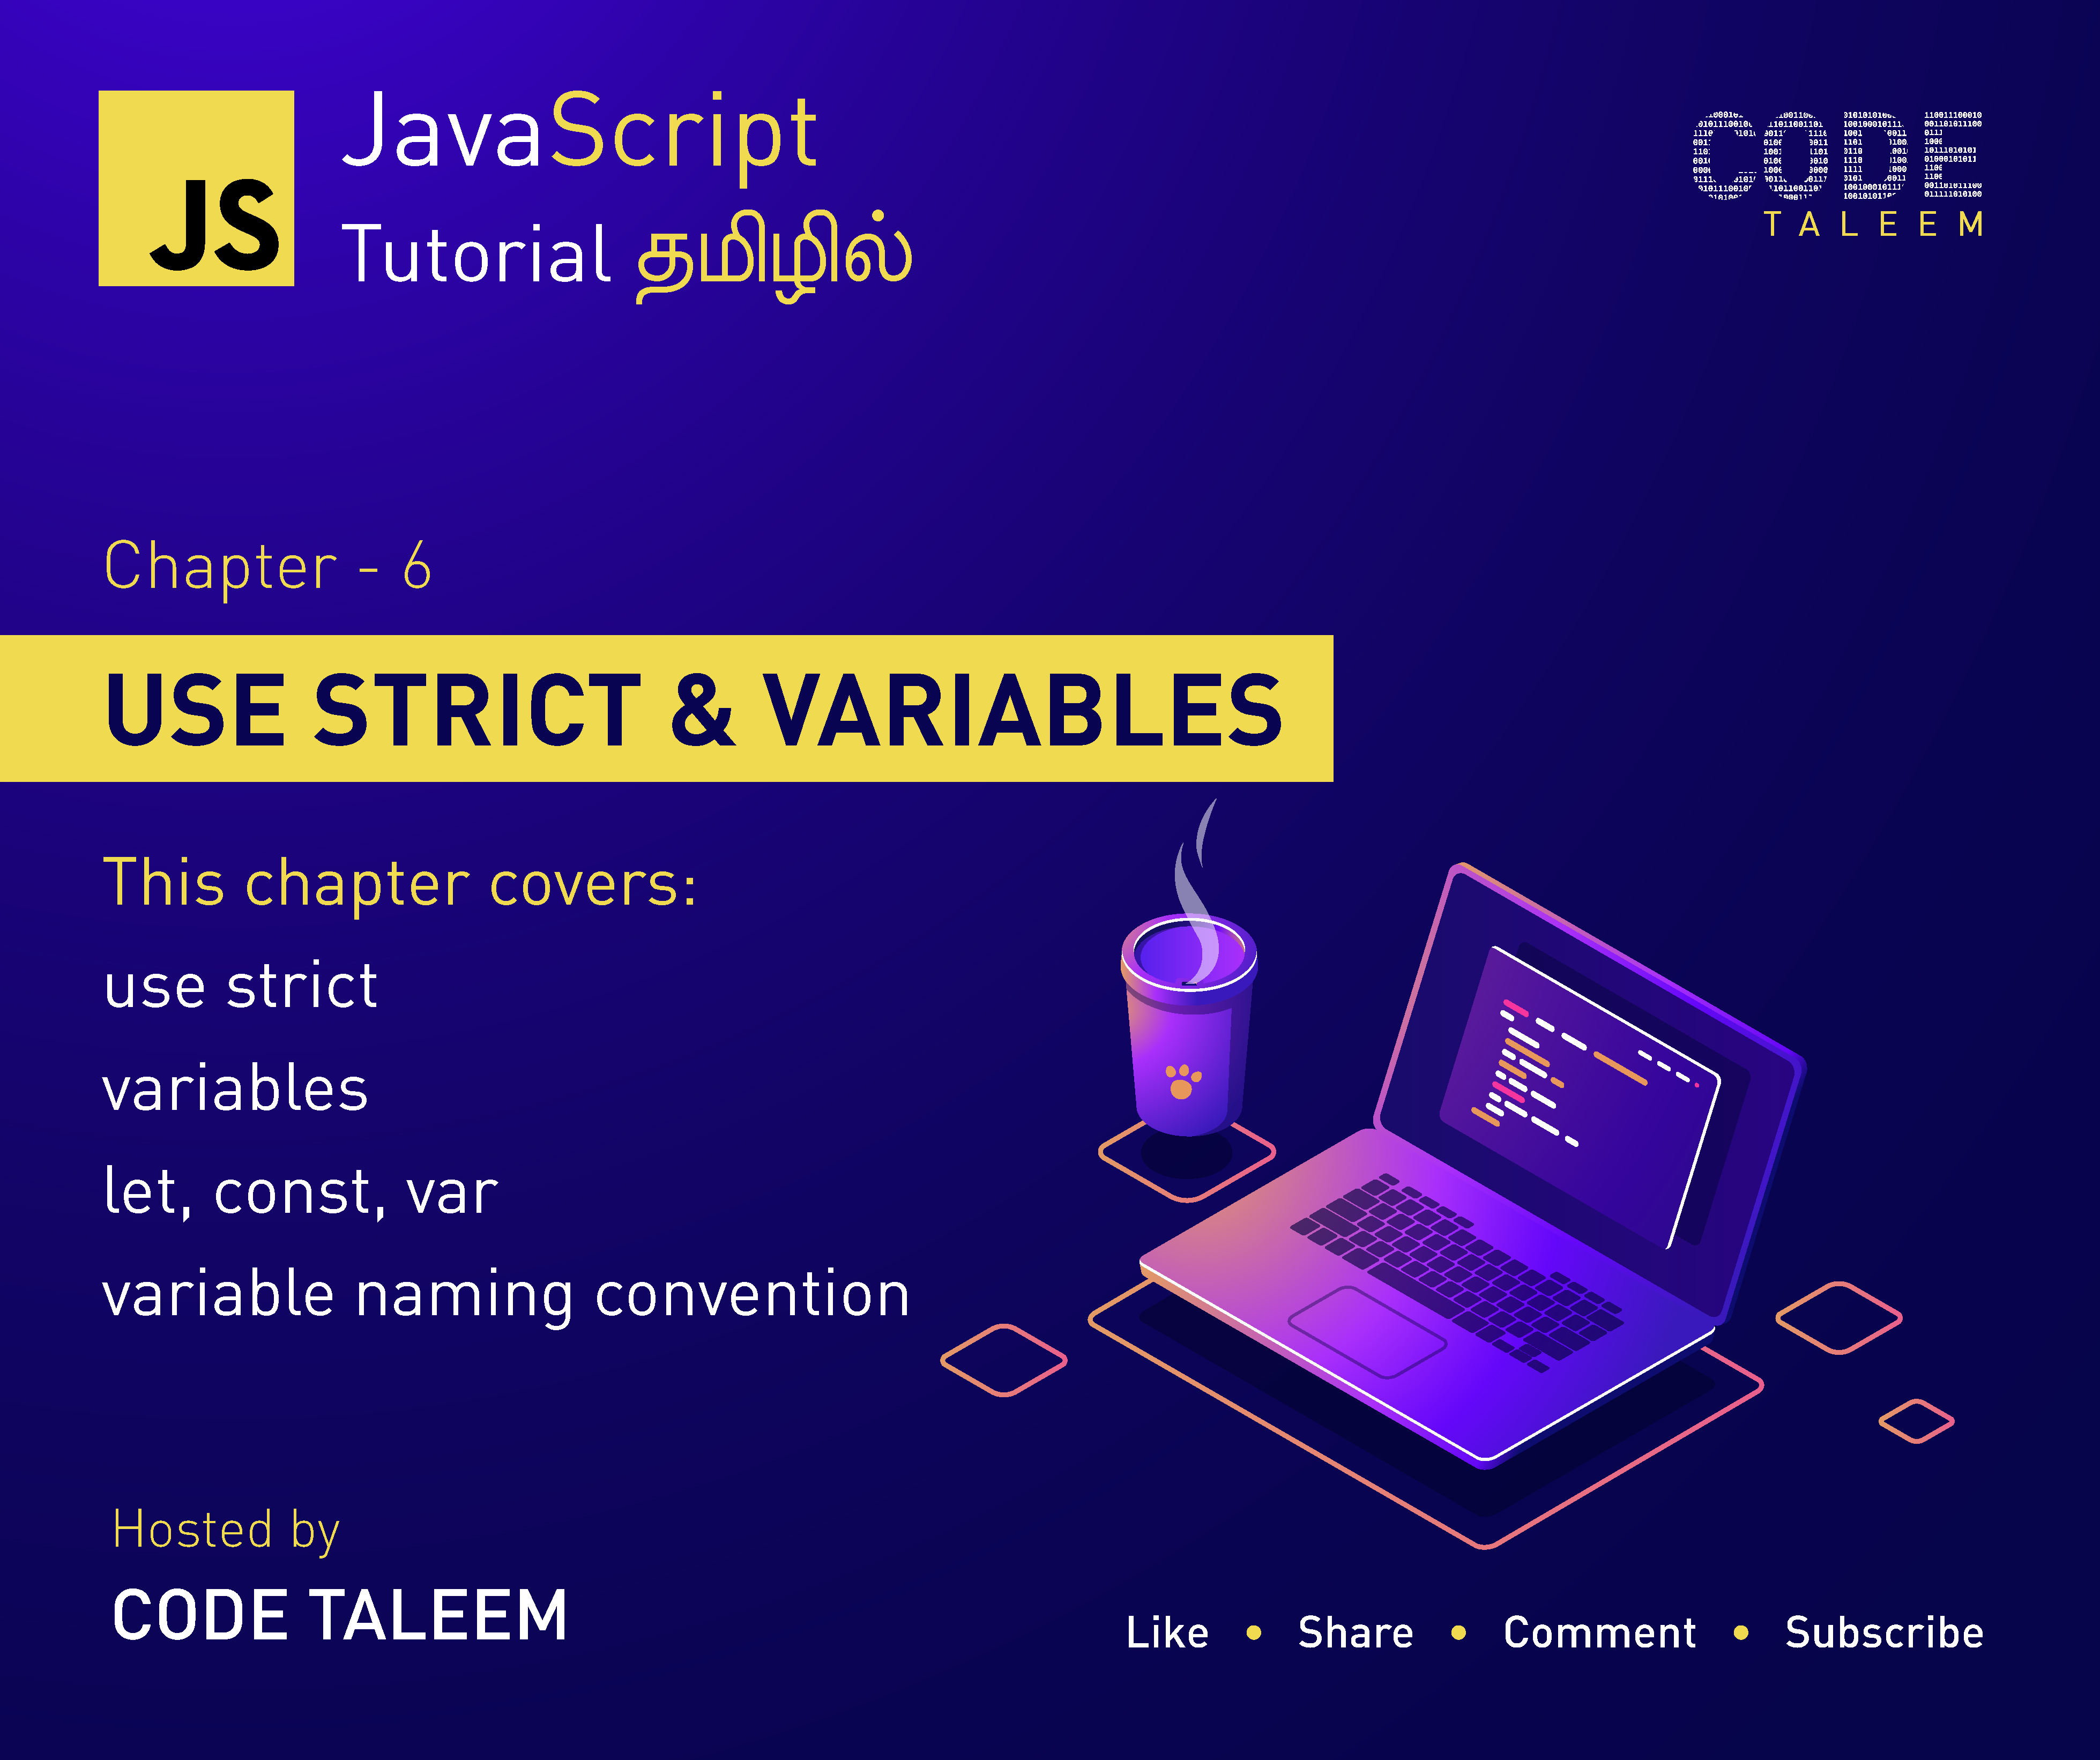 JS
JavaScript
Tutorial தமிழில்
CODE
TALEEM
Chapter - 6
USE STRICT & VARIABLES
This chapter covers:
use strict
variables
let, const, var
variable naming convention
Hosted by
CODE TALEEM
Like • Share • Comment • Subscribe